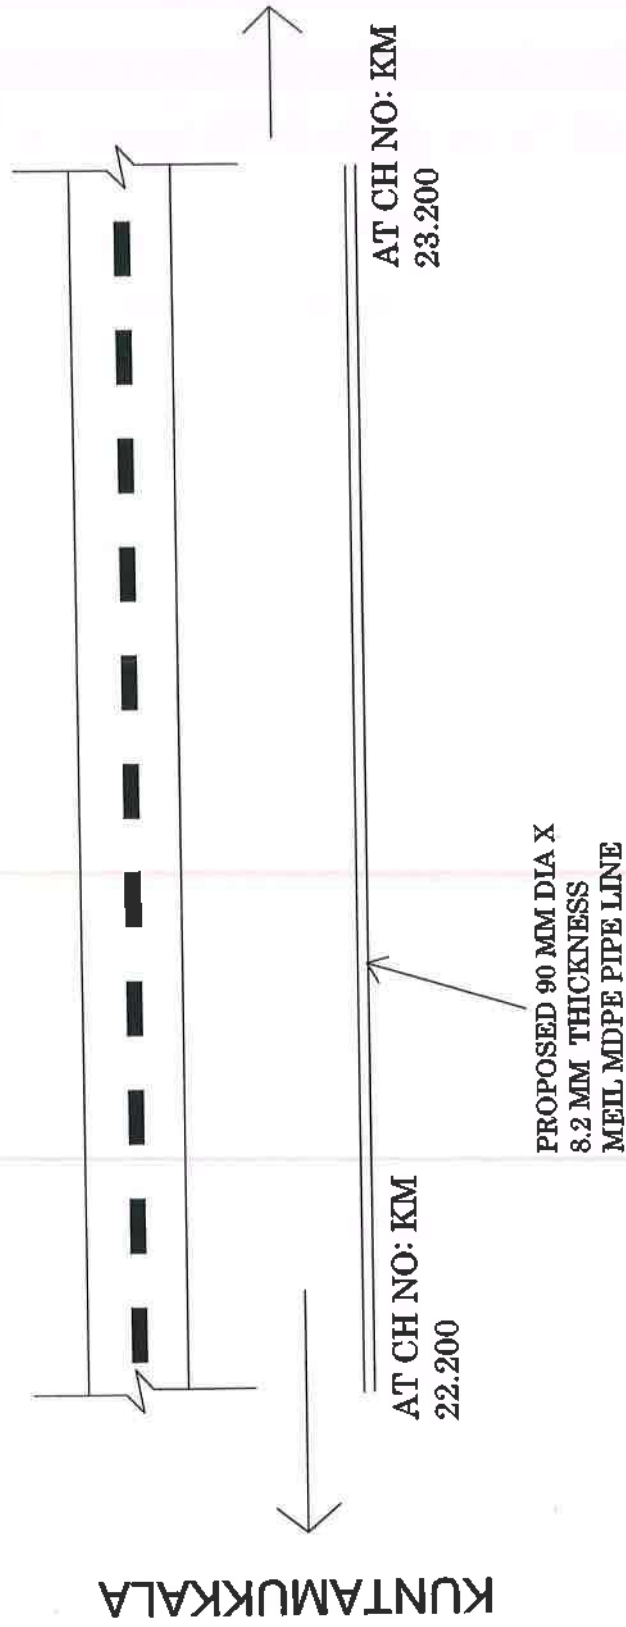 KUNTAMUKKALA
AT CH NO: KM
22.200
PROPOSED 90 MM DIA X
8.2 MM THICKNESS
MEIL MDPE PIPE LINE
AT CH NO: KM
23.200